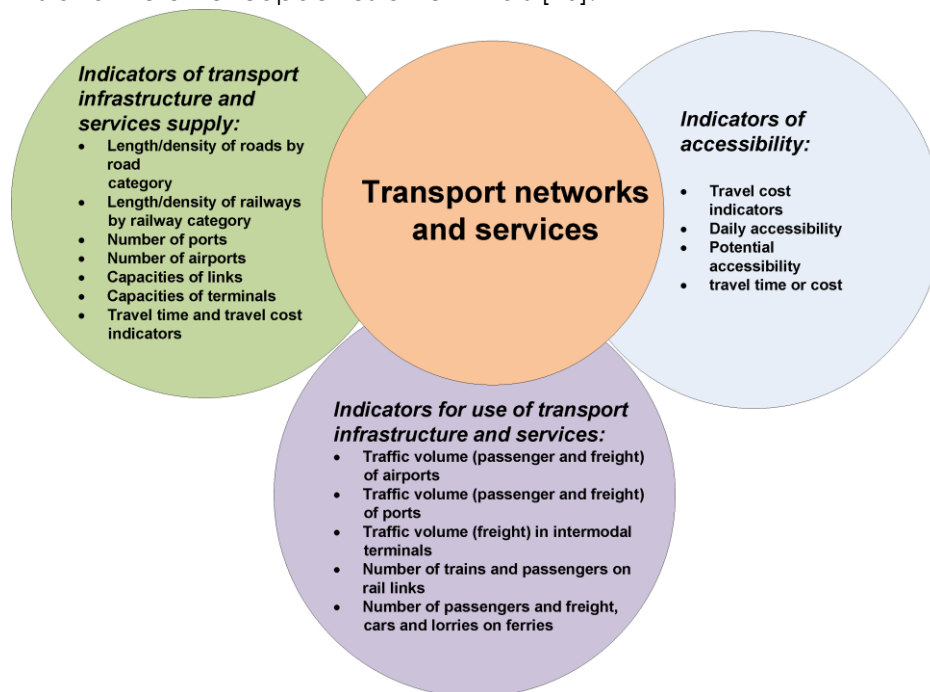 Indicators of transport
infrastructure and
services supply:
• Length/density of roads by
road
category
• Length/density of railways
by railway category
• Number of ports
• Number of airports
• Capacities of links
• Capacities of terminals
• Travel time and travel cost
indicators
Transport networks
and services
Indicators of
accessibility:
• Travel cost
indicators
• Daily accessibility
• Potential
accessibility
• travel time or cost
Indicators for use of transport
infrastructure and services:
• Traffic volume (passenger and freight)
of airports
• Traffic volume (passenger and freight)
of ports
• Traffic volume (freight) in intermodal
terminals
• Number of trains and passengers on
rail links
• Number of passengers and freight,
cars and lorries on ferries